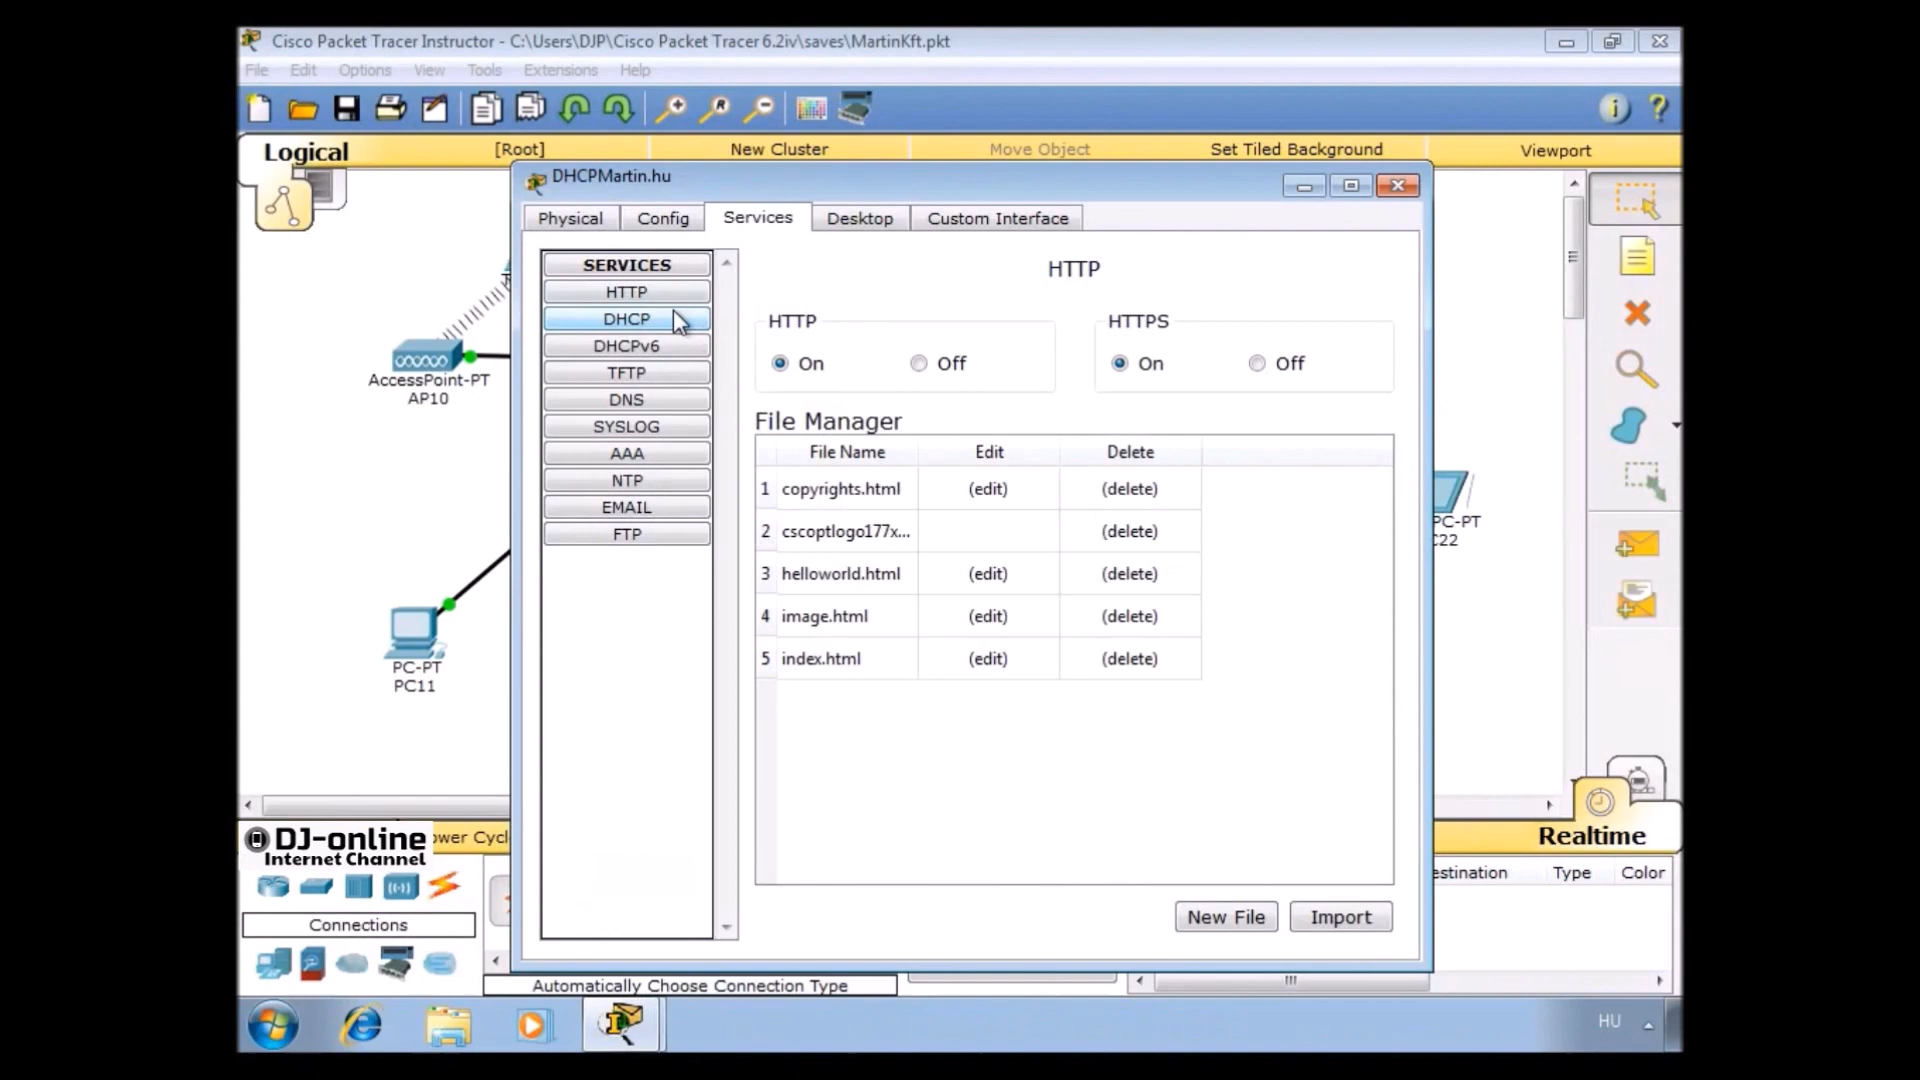 Cisco Packet Tracer Instructor - C:\Users\DJP\Cisco Packet Tracer 6.2iv\saves\MartinKft.pkt
File Edit Options View Tools Extensions Help
Logical [Root] New Cluster Move Object Set Tiled Background Viewport
DHCPMartin.hu
Physical Config Services Desktop Custom Interface
SERVICES
HTTP
DHCP
DHCPv6
TFTP
DNS
SYSLOG
AAA
NTP
EMAIL
FTP
HTTP
HTTP HTTPS
On Off On Off
File Manager
File Name Edit Delete
1 copyrights.html (edit) (delete)
2 cscoptlogo177x... (delete)
3 helloworld.html (edit) (delete)
4 image.html (edit) (delete)
5 index.html (edit) (delete)
New File Import
AccessPoint-PT
AP10
PC-PT
PC11
PC-PT
C22
Realtime
DJ-online
Internet Channel
ower Cycl
estination Type Color
Connections
Automatically Choose Connection Type
HU